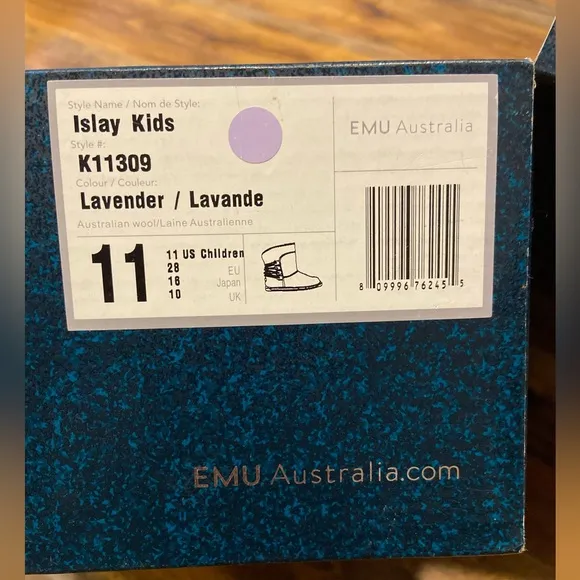 Style Name / Nom de Style:
Islay Kids
Style #:
K11309
Colour / Couleur:
Lavender / Lavande
Australian wool/Laine Australienne
EMU Australia
11
11 US Children
28 EU
16 Japan
10 UK
8 09996 76245 5
EMU Australia.com